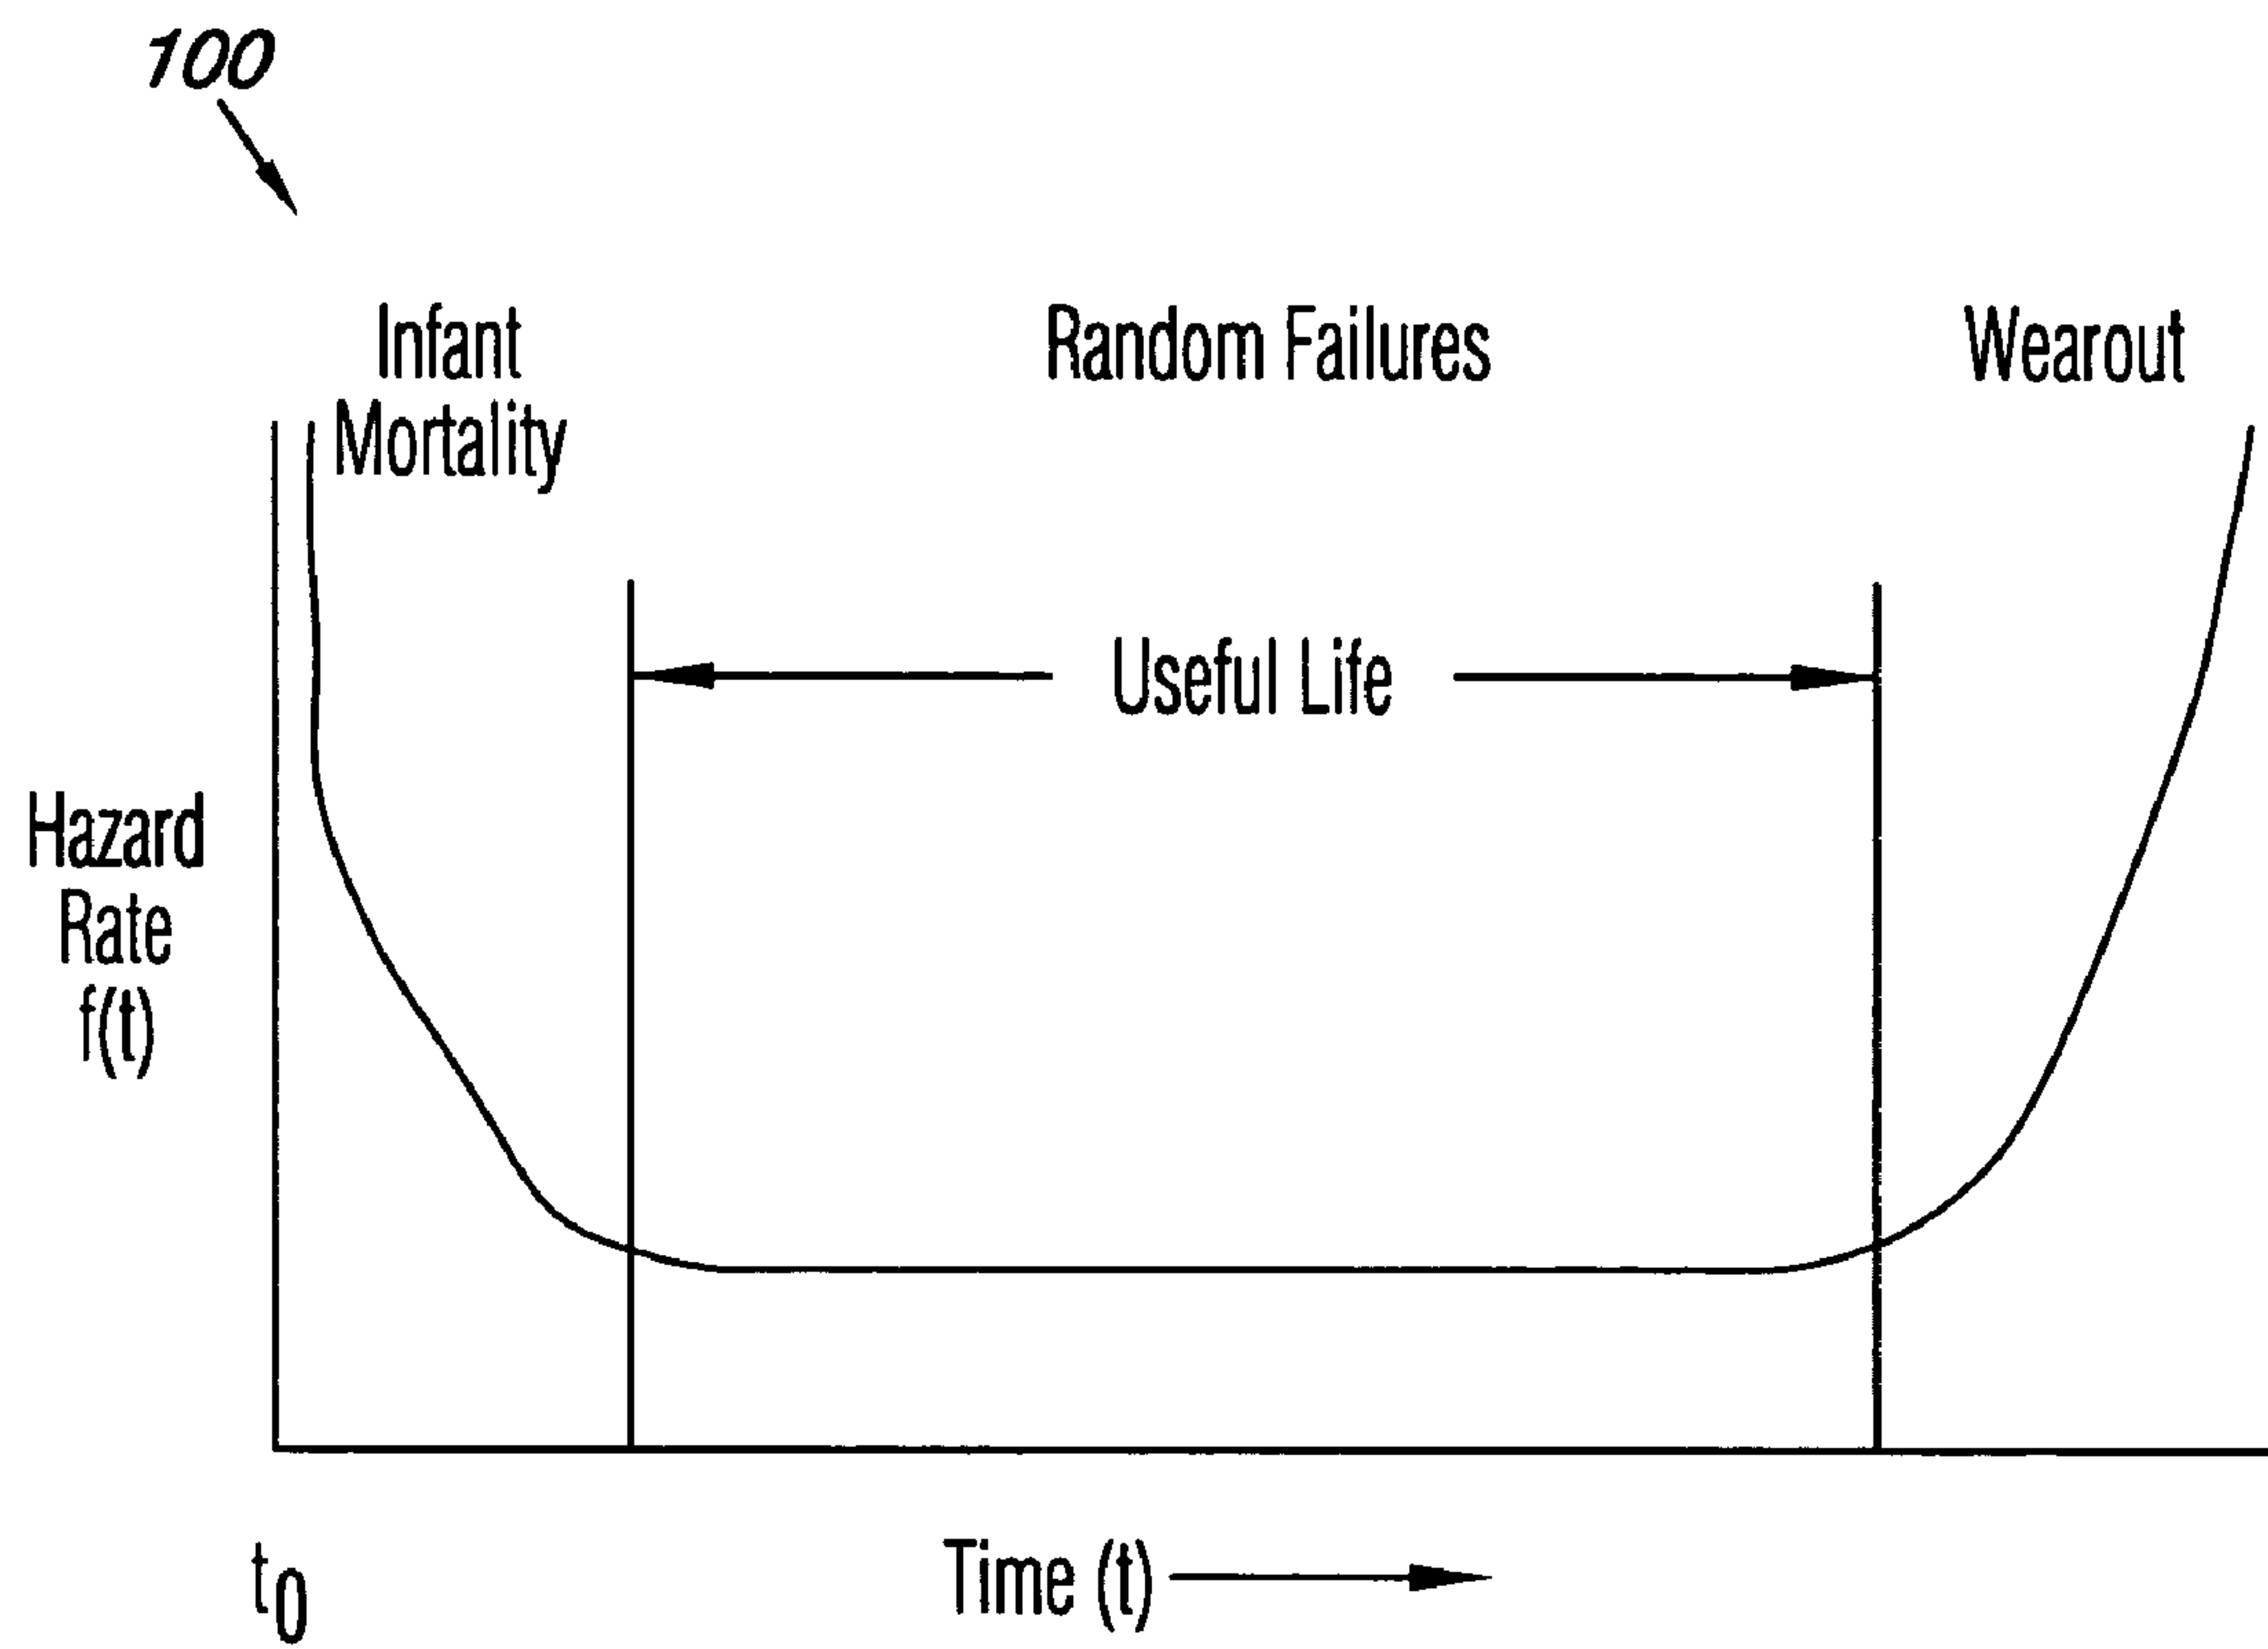 100
Infant
Mortality
Random Failures
Wearout
Useful Life
Hazard
Rate
f(t)
t0
Time (t)